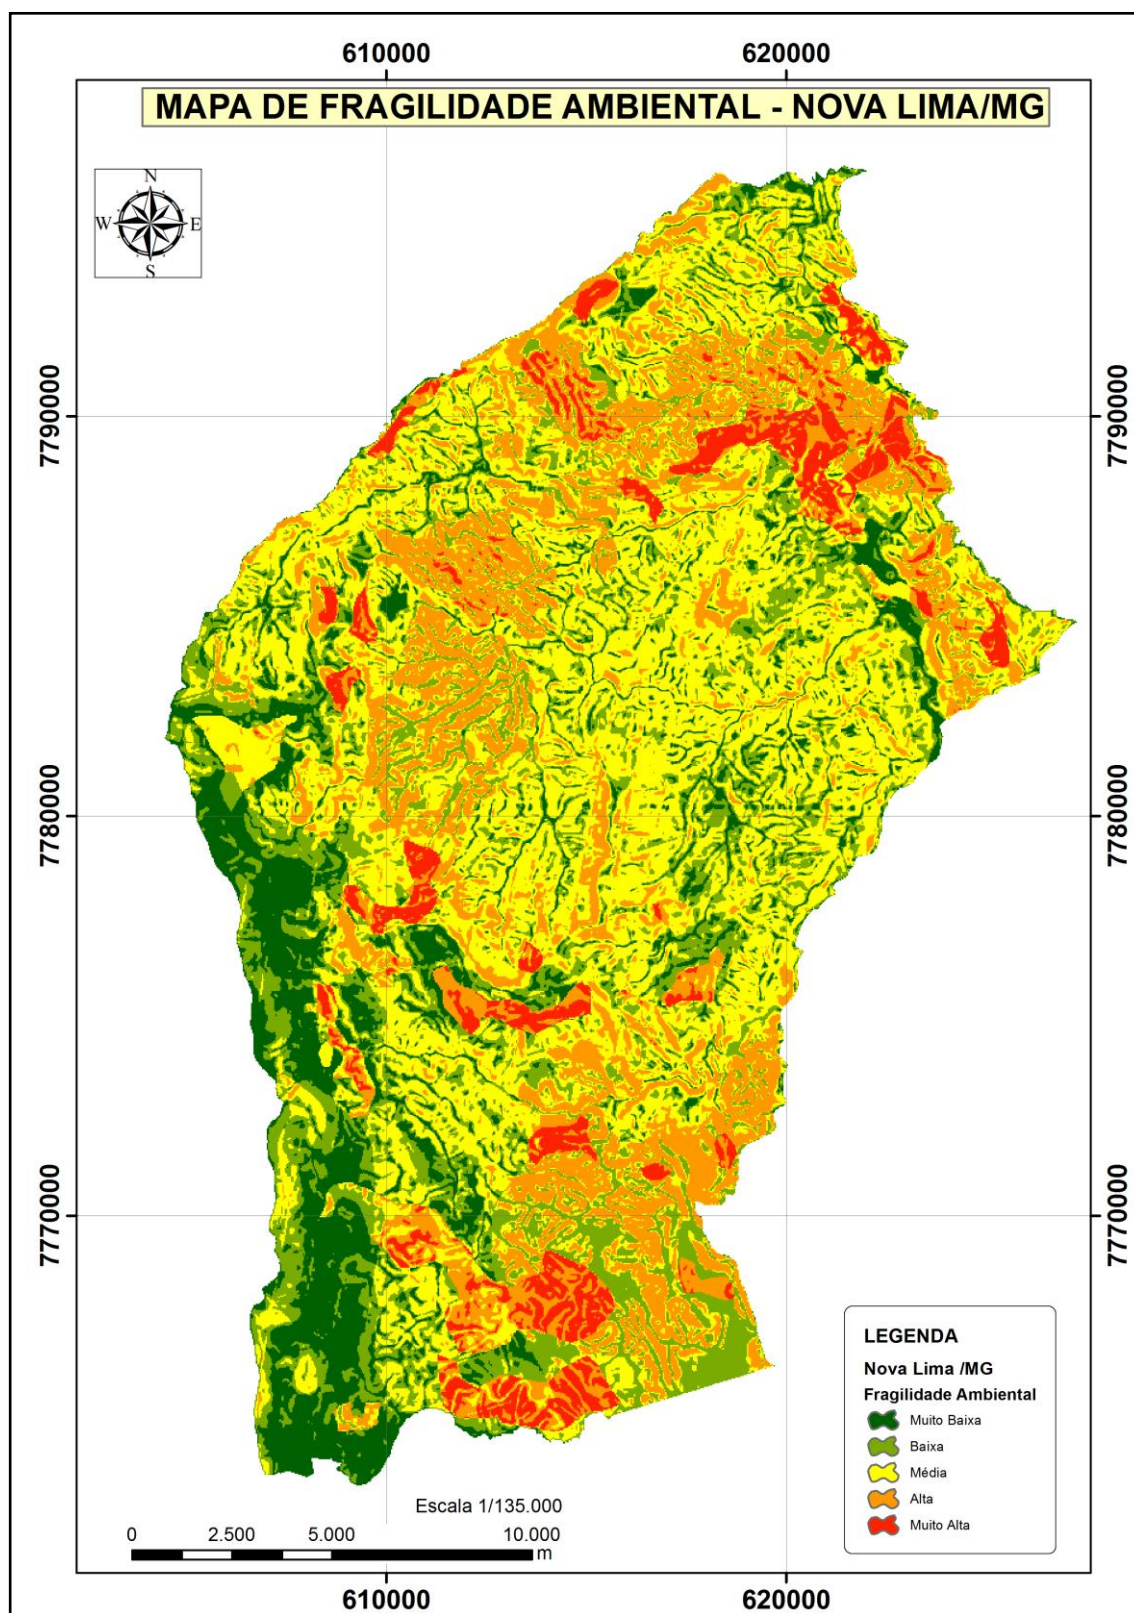 610000 620000
MAPA DE FRAGILIDADE AMBIENTAL - NOVA LIMA/MG
N
W E
S
7790000 7790000
7780000 7780000
7770000 7770000
LEGENDA
Nova Lima /MG
Fragilidade Ambiental
Muito Baixa
Baixa
Média
Alta
Muito Alta
Escala 1/135.000
0 2.500 5.000 10.000
m
610000 620000